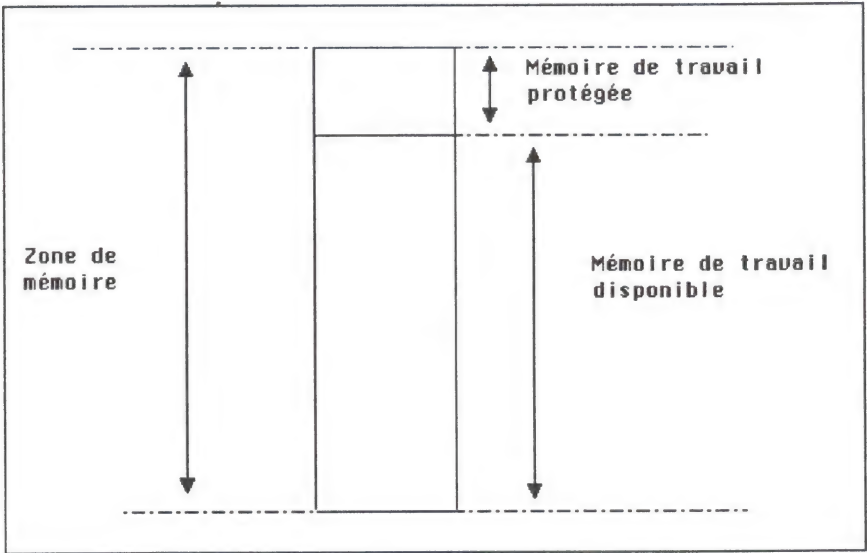 Mémoire de travail
protégée
Zone de
mémoire
Mémoire de travail
disponible